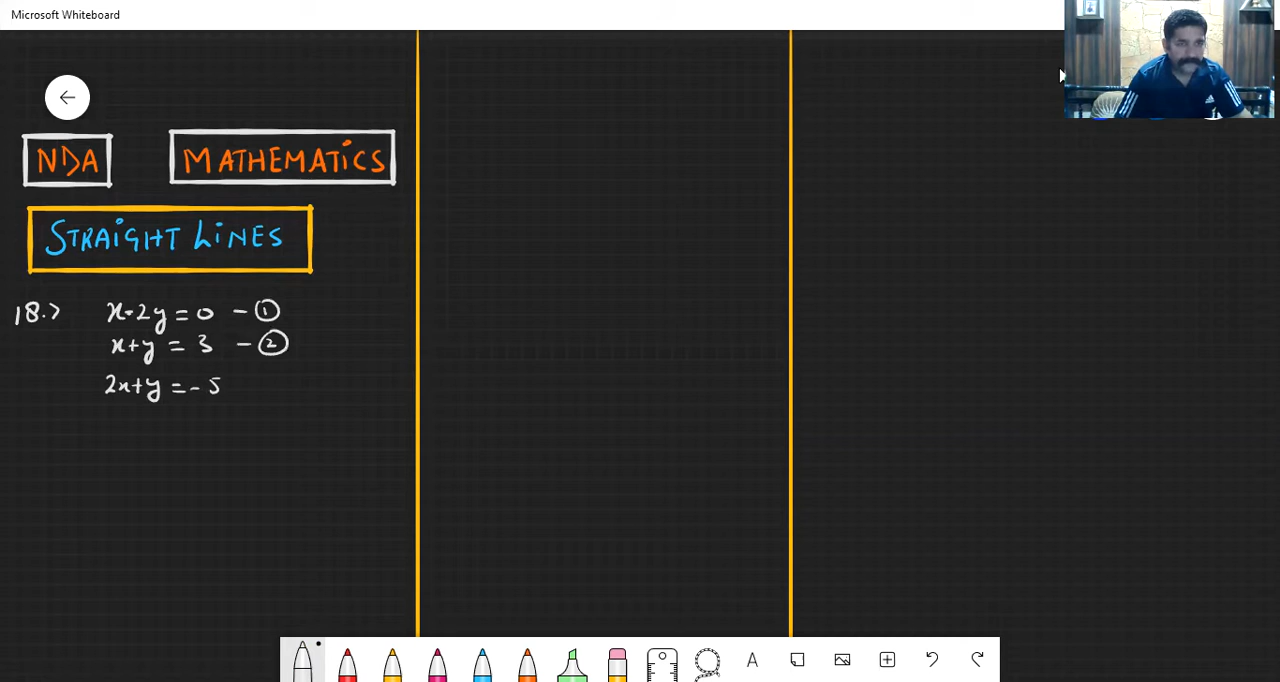 Microsoft Whiteboard
NDA MATHEMATICS
STRAIGHT LINES
18.> x-2y = 0 - ①
x+y = 3 - ②
2x+y = - 5
A